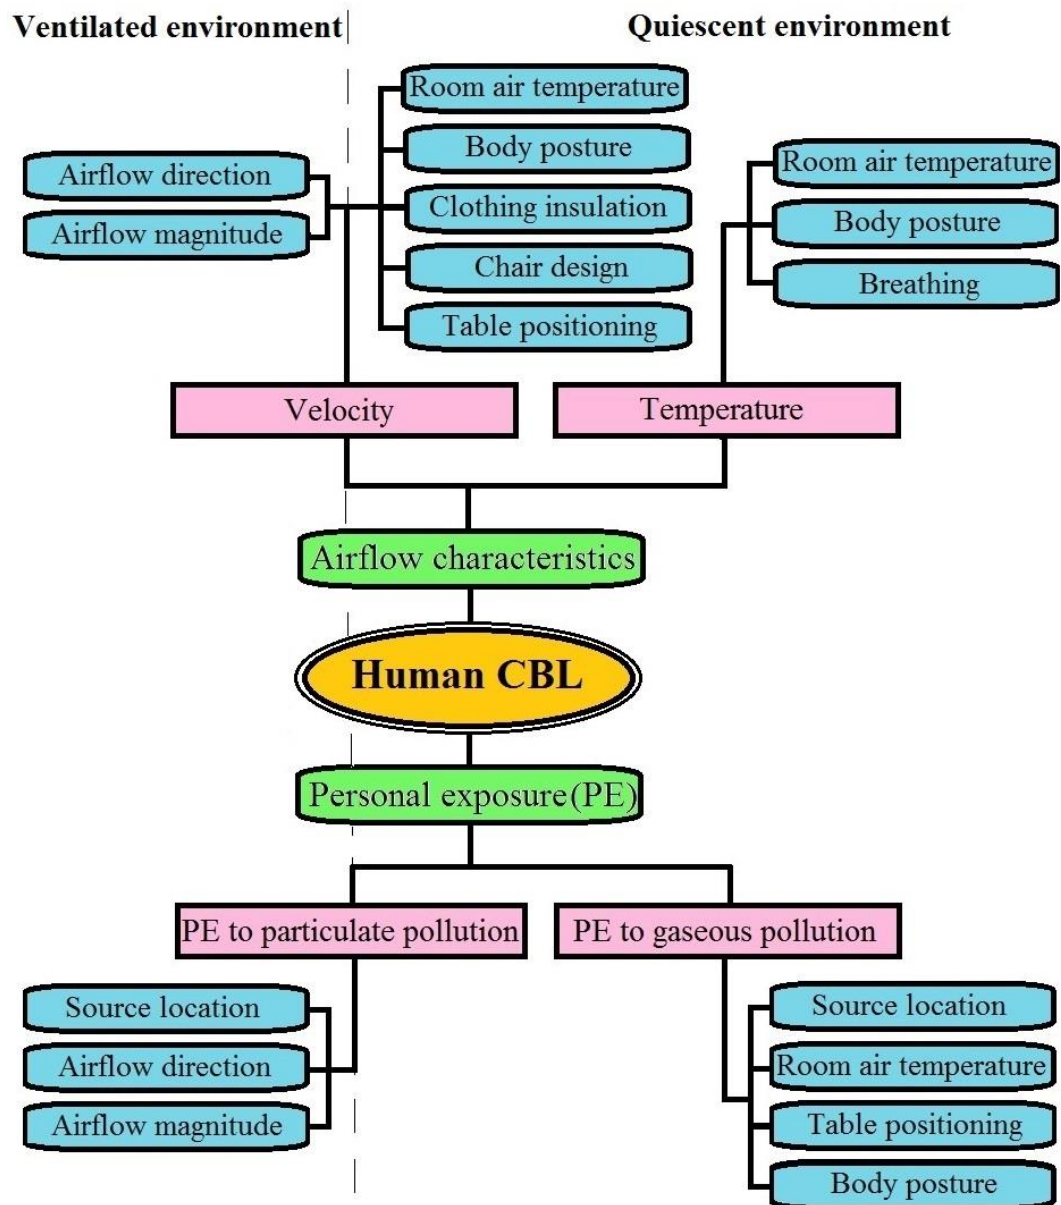 Ventilated environment
Quiescent environment
Room air temperature
Body posture
Clothing insulation
Chair design
Table positioning
Airflow direction
Airflow magnitude
Room air temperature
Body posture
Breathing
Velocity
Temperature
Airflow characteristics
Human CBL
Personal exposure(PE)
PE to particulate pollution
PE to gaseous pollution
Source location
Airflow direction
Airflow magnitude
Source location
Room air temperature
Table positioning
Body posture